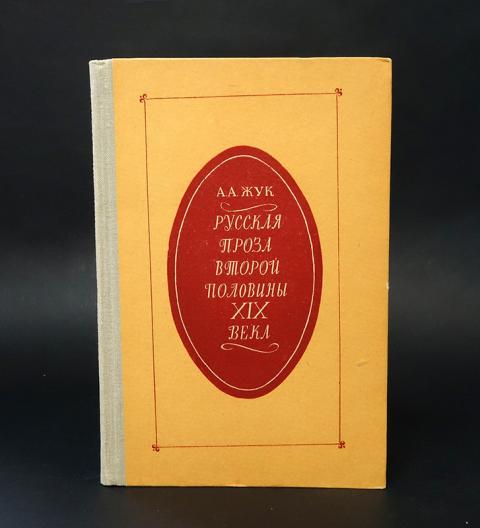 А.А. ЖУК
РУССКАЯ
ПРОЗА
ВТОРОЙ
ПОЛОВИНЫ
XIX
ВЕКА